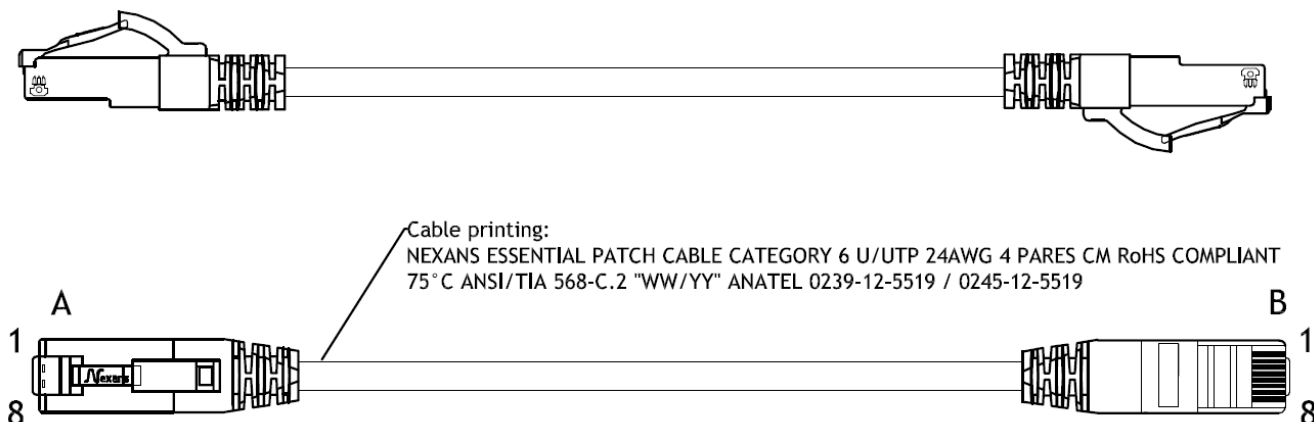 Cable printing:
NEXANS ESSENTIAL PATCH CABLE CATEGORY 6 U/UTP 24AWG 4 PARES CM RoHS COMPLIANT
75°C ANSI/TIA 568-C.2 "WW/YY" ANATEL 0239-12-5519 / 0245-12-5519
A
B
1
1
Nexans
8
8